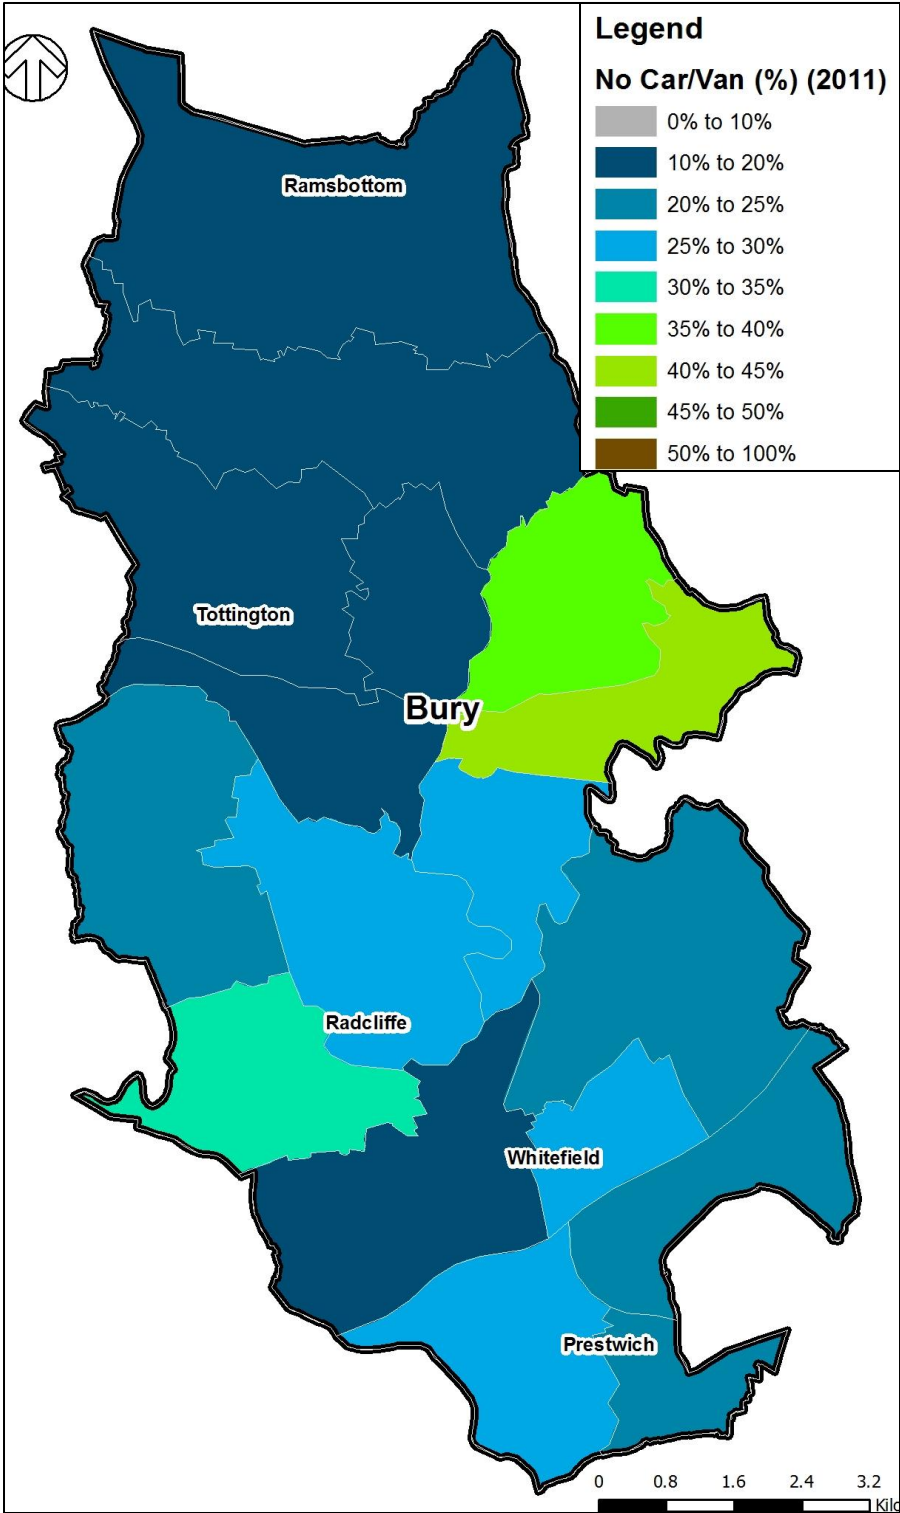 Legend
No Car/Van (%) (2011)
0% to 10%
10% to 20%
20% to 25%
25% to 30%
30% to 35%
35% to 40%
40% to 45%
45% to 50%
50% to 100%
Ramsbottom
Tottington
Bury
Radcliffe
Whitefield
Prestwich
0 0.8 1.6 2.4 3.2
Kilo